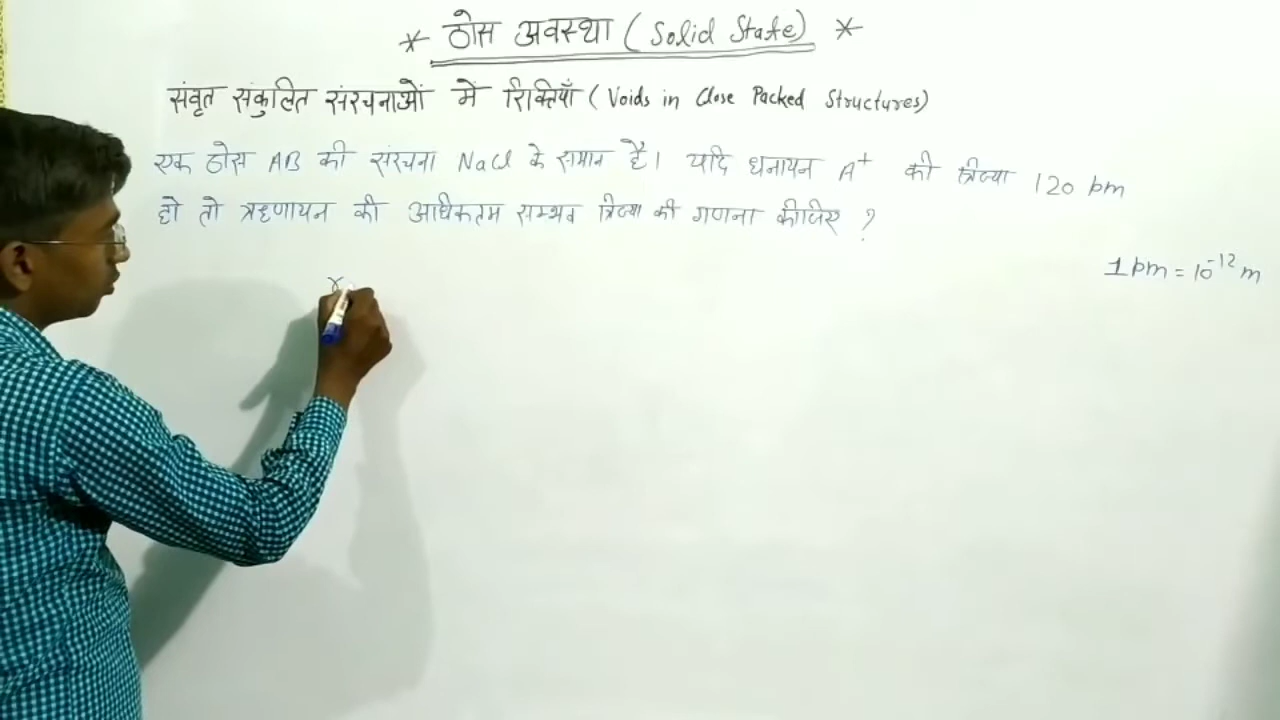 * ठोस अवस्था ( Solid State) *
संवृत संकुलित संरचनाओं में रिक्तियाँ ( Voids in Close Packed Structures)
एक ठोस AB की संरचना NaCl के समान है। यदि धनायन A⁺ की त्रिज्या 120 pm
हो तो ऋणायन की अधिकतम सम्भव त्रिज्या की गणना कीजिए ?
1 pm = 10⁻¹² m
r